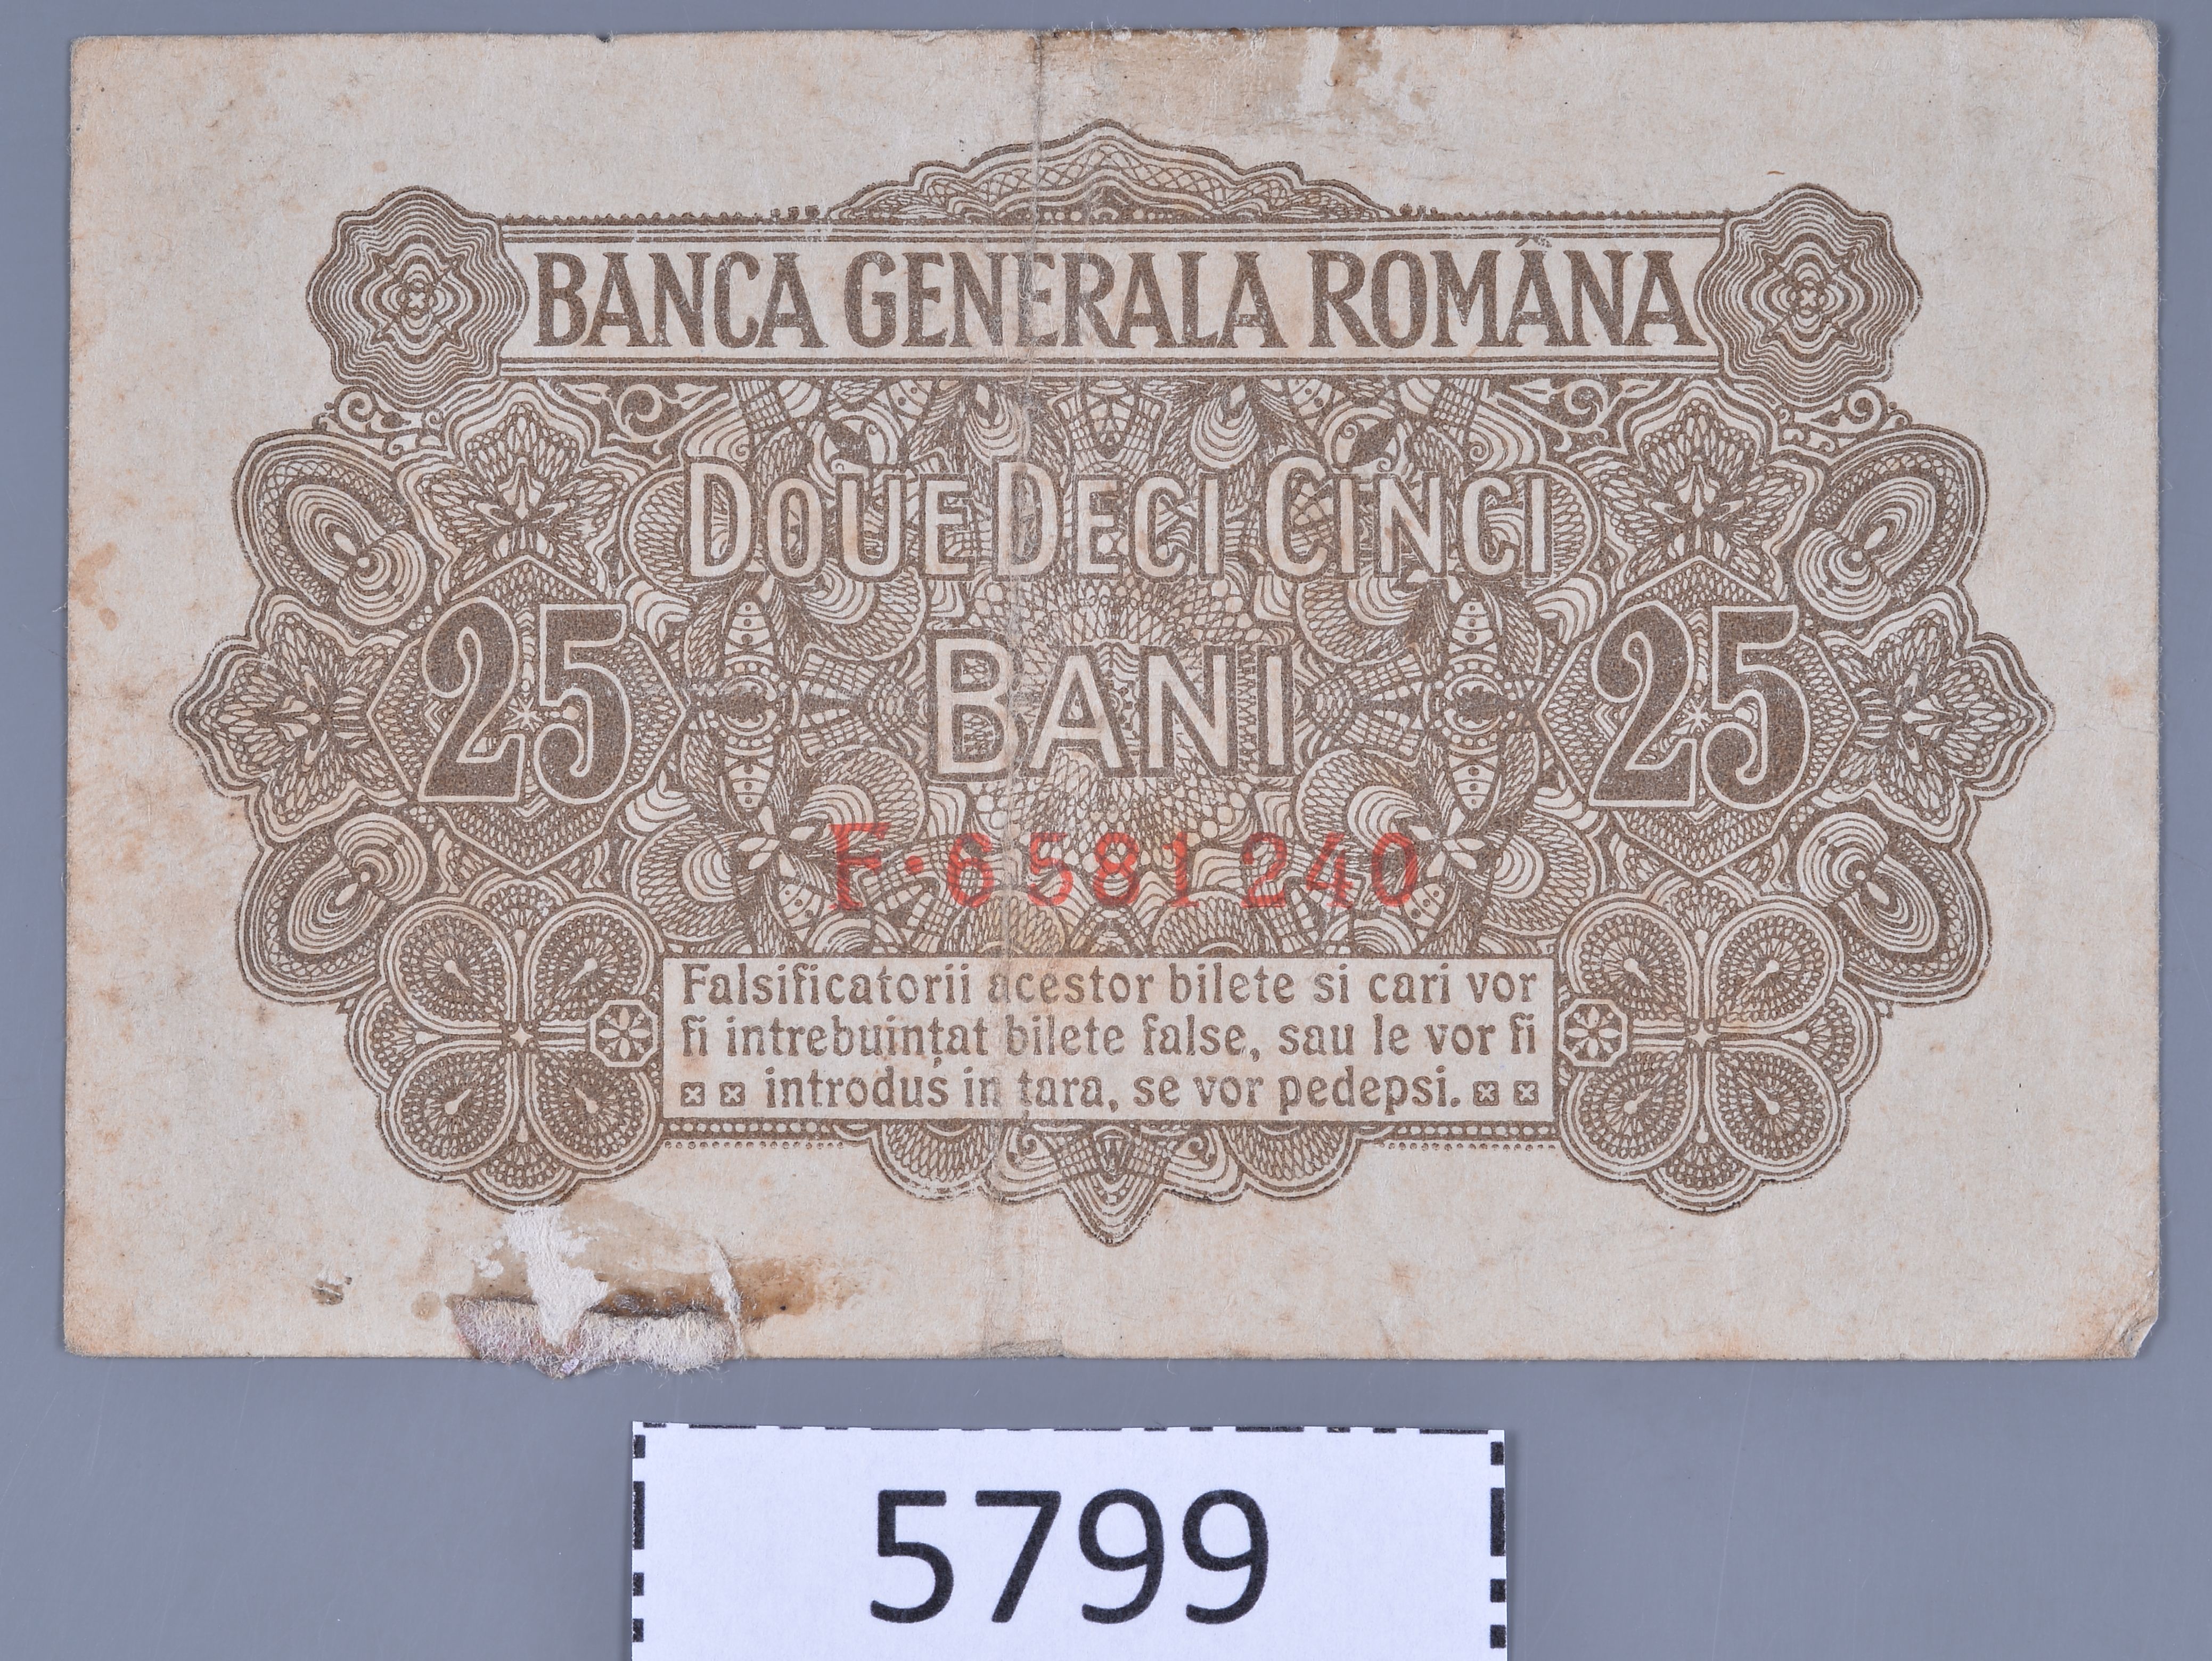 BANCA GENERALA ROMÂNA
DOUE DECI CINCI
25 BANI 25
F·6581240
Falsificatorii acestor bilete si cari vor
fi intrebuințat bilete false, sau le vor fi
introdus in țara, se vor pedepsi.
5799